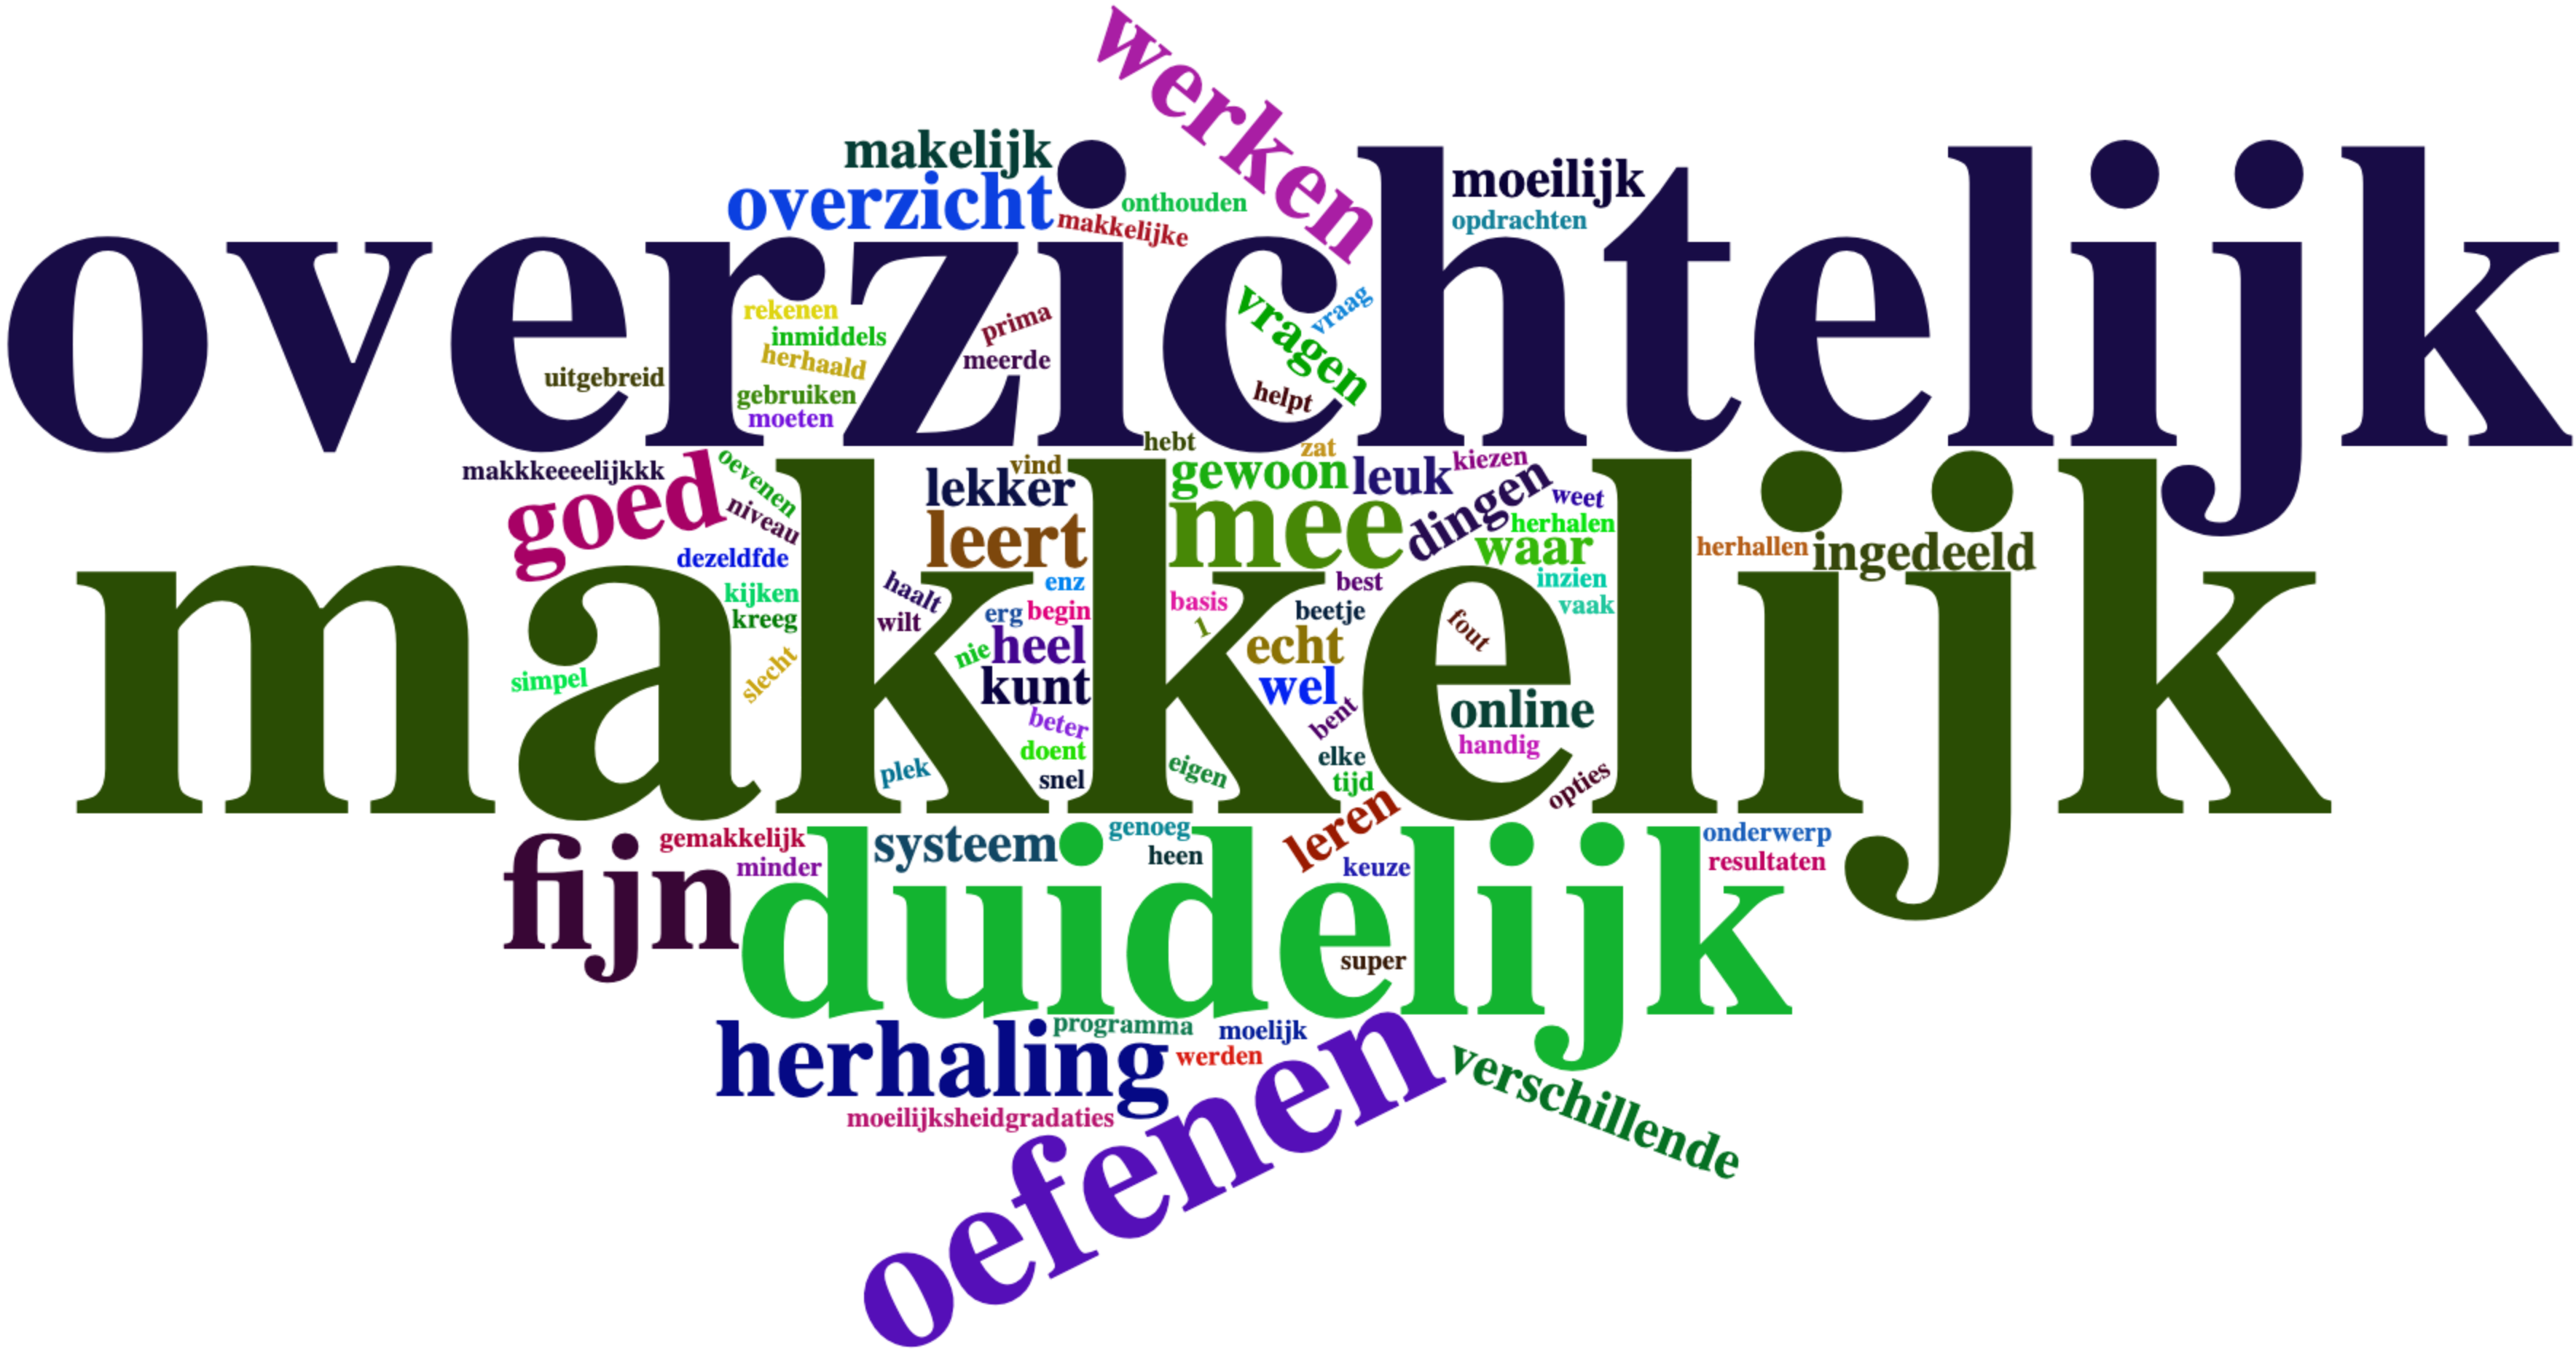 werken
makelijk
moeilijk
overzicht
onthouden
opdrachten
makkelijke
overzichtelijk
rekenen
vraag
vragen
prima
inmiddels
herhaald
meerde
uitgebreid
gebruiken
helpt
moeten
hebt
zat
kiezen
makkkeeeelijkkk
goed
oevenen
vind
lekker
gewoon
leuk
dingen
weet
niveau
leert
mee
herhalen
waar
herhallen
ingedeeld
dezeldfde
makkelijk
kijken
haalt
enz
best
inzien
kreeg
wilt
erg
begin
basis
1
beetje
vaak
fout
nie
heel
echt
simpel
slecht
kunt
wel
online
beter
bent
handig
doent
elke
plek
snel
eigen
tijd
opties
leren
fijn
gemakkelijk
systeem
genoeg
onderwerp
minder
heen
keuze
resultaten
duidelijk
super
herhaling
programma
moelijk
werden
verschillende
moeilijksheidgradaties
oefenen